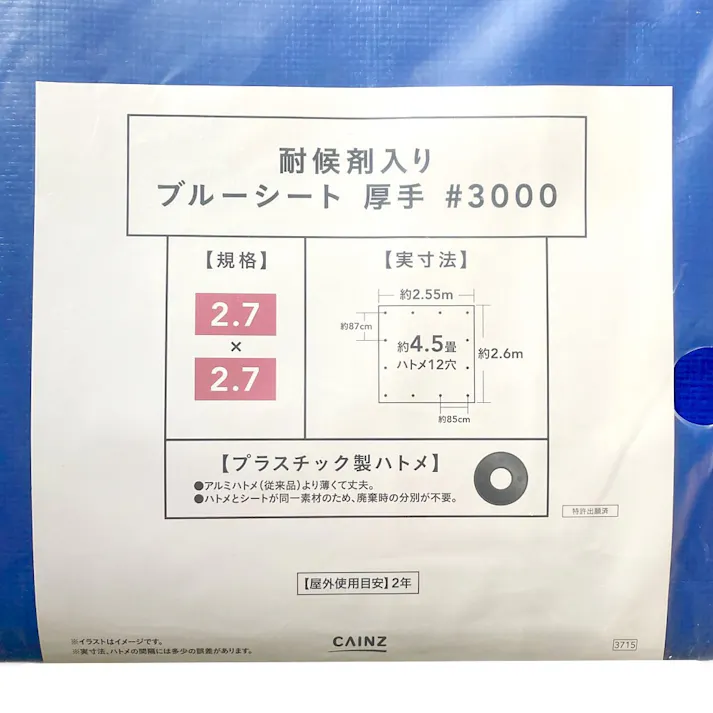 耐候剤入り
ブルーシート 厚手 #3000
【規格】
2.7
×
2.7
【実寸法】
約2.55m
約87cm
約4.5畳
ハトメ12穴
約2.6m
約85cm
【プラスチック製ハトメ】
●アルミハトメ(従来品)より薄くて丈夫。
●ハトメとシートが同一素材のため、廃棄時の分別が不要。
特許出願済
【屋外使用目安】2年
※イラストはイメージです。
※実寸法、ハトメの間隔には多少の誤差があります。
CAINZ
3715